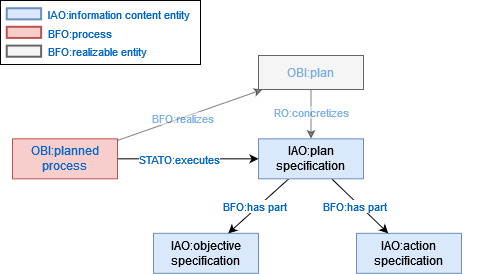 IAO:information content entity
BFO:process
BFO:realizable entity
OBI:plan
BFO:realizes
RO:concretizes
OBI:planned
process
STATO:executes
IAO:plan
specification
BFO:has part
BFO:has part
IAO:objective
specification
IAO:action
specification